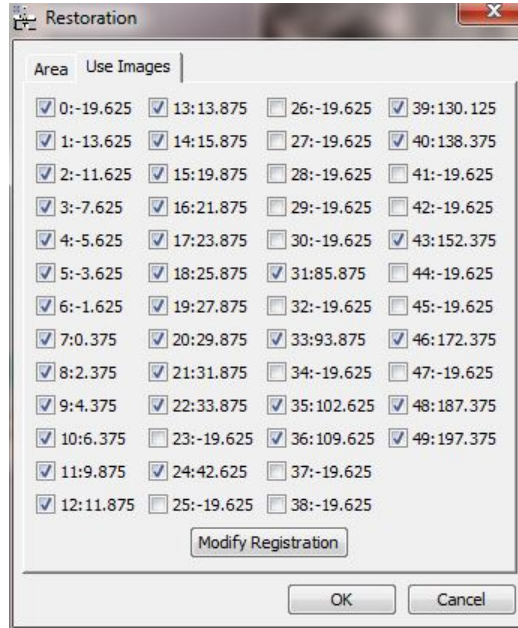 Restoration
Area Use Images
0:-19.625 13:13.875 26:-19.625 39:130.125
1:-13.625 14:15.875 27:-19.625 40:138.375
2:-11.625 15:19.875 28:-19.625 41:-19.625
3:-7.625 16:21.875 29:-19.625 42:-19.625
4:-5.625 17:23.875 30:-19.625 43:152.375
5:-3.625 18:25.875 31:85.875 44:-19.625
6:-1.625 19:27.875 32:-19.625 45:-19.625
7:0.375 20:29.875 33:93.875 46:172.375
8:2.375 21:31.875 34:-19.625 47:-19.625
9:4.375 22:33.875 35:102.625 48:187.375
10:6.375 23:-19.625 36:109.625 49:197.375
11:9.875 24:42.625 37:-19.625
12:11.875 25:-19.625 38:-19.625
Modify Registration
OK Cancel